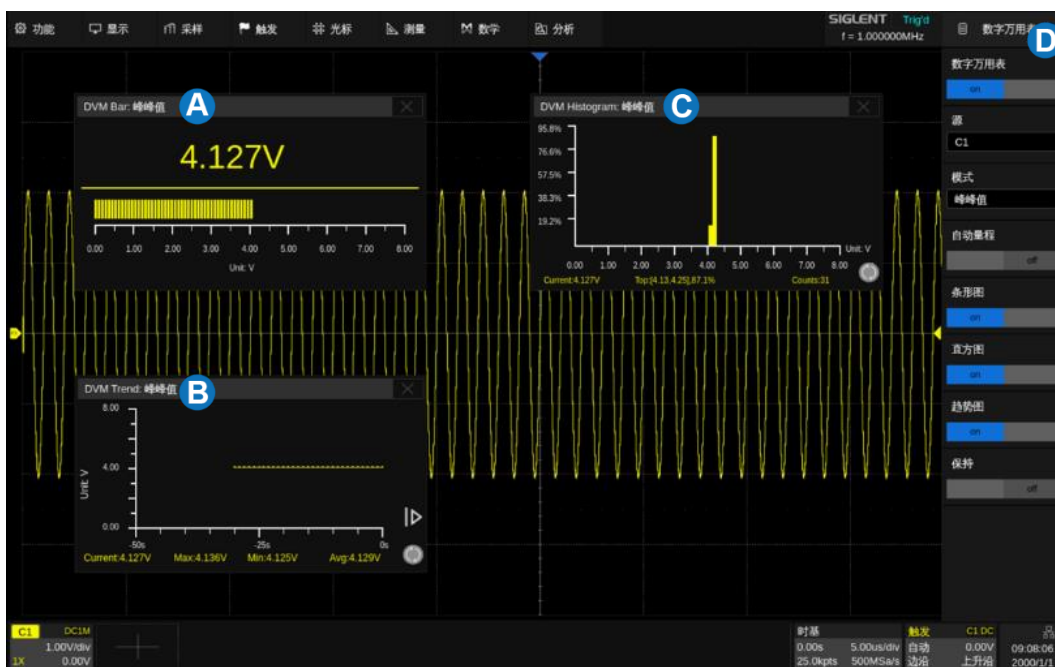 功能 显示 采样 触发 光标 测量 数学 分析
SIGLENT Trig'd
f = 1.000000MHz
数字万用表
D
数字万用表
on
源
C1
模式
峰峰值
自动量程
off
条形图
on
直方图
on
趋势图
on
保持
off
DVM Bar: 峰峰值
A
4.127V
0.00 1.00 2.00 3.00 4.00 5.00 6.00 7.00 8.00
Unit: V
DVM Histogram: 峰峰值
C
95.8%
76.6%
57.5%
38.3%
19.2%
Unit: V
0.00 1.00 2.00 3.00 4.00 5.00 6.00 7.00 8.00
Current:4.127V Top:[4.13,4.25],87.1% Counts:31
DVM Trend: 峰峰值
B
8.00
4.00
0.00
Unit: V
-50s -25s 0s
Current:4.127V Max:4.136V Min:4.125V Avg:4.129V
C1 DC1M
1.00V/div
1X 0.00V
时基
0.00s 5.00us/div
25.0kpts 500MSa/s
触发 C1 DC
自动 0.00V
边沿 上升沿
09:08:06
2000/1/1